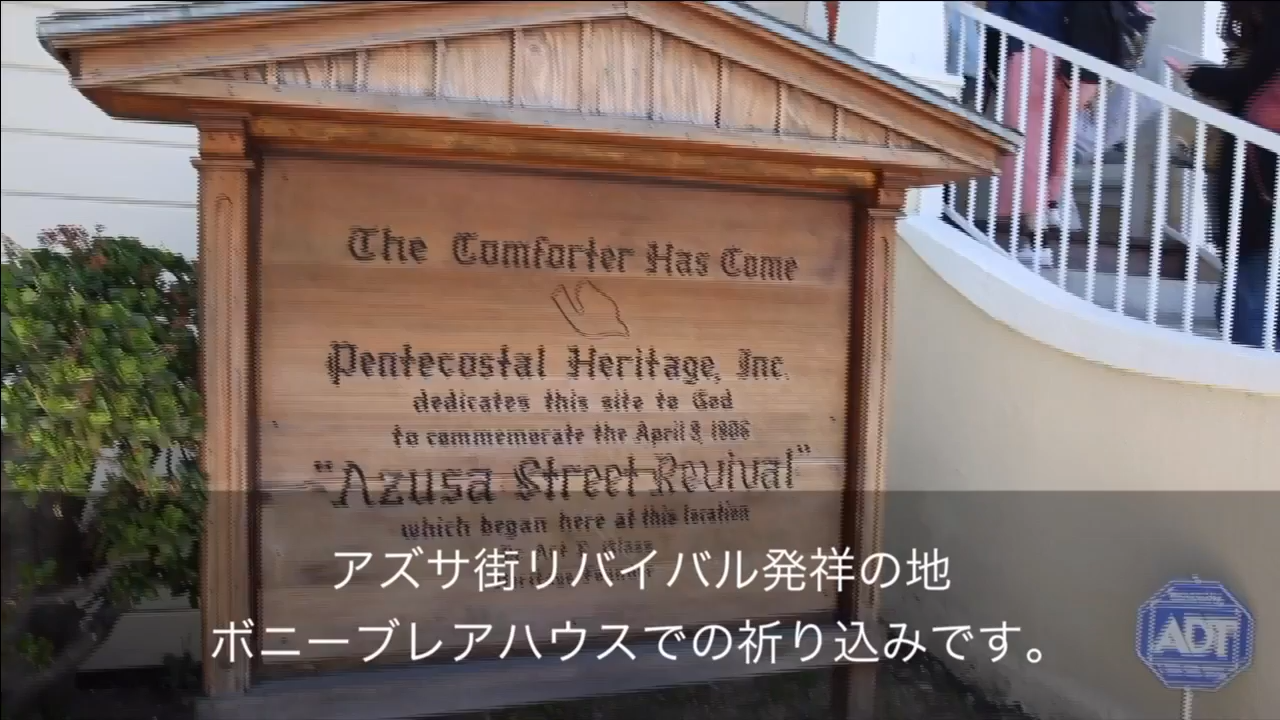 The Comforter Has Come
Pentecostal Heritage, Inc.
dedicates this site to God
to commemorate the April 9, 1906
"Azusa Street Revival"
which began here at this location
アズサ街リバイバル発祥の地
ボニーブレアハウスでの祈り込みです。
ADT